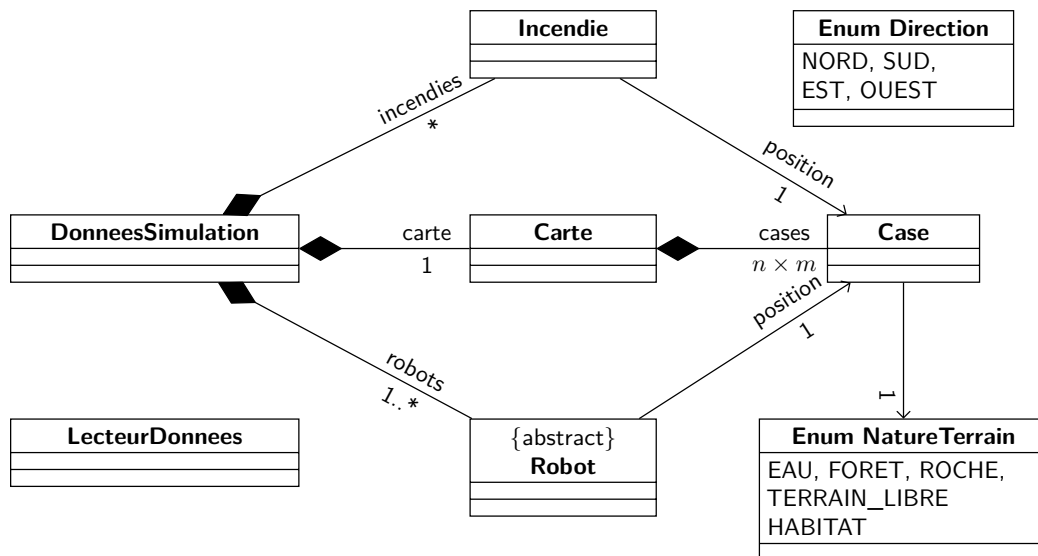 Incendie
Enum Direction
NORD, SUD,
EST, OUEST
incendies
*
position
1
DonneesSimulation
carte
1
Carte
cases
n × m
Case
position
1
robots
1..*
1
LecteurDonnees
{abstract}
Robot
Enum NatureTerrain
EAU, FORET, ROCHE,
TERRAIN_LIBRE
HABITAT